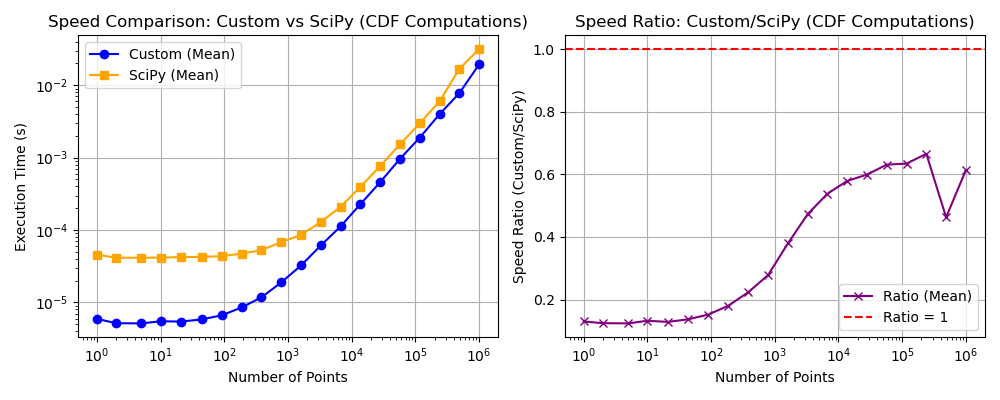 Speed Comparison: Custom vs SciPy (CDF Computations)
Custom (Mean)
SciPy (Mean)
Execution Time (s)
10⁻²
10⁻³
10⁻⁴
10⁻⁵
10⁰ 10¹ 10² 10³ 10⁴ 10⁵ 10⁶
Number of Points
Speed Ratio: Custom/SciPy (CDF Computations)
Speed Ratio (Custom/SciPy)
1.0
0.8
0.6
0.4
0.2
Ratio (Mean)
Ratio = 1
10⁰ 10¹ 10² 10³ 10⁴ 10⁵ 10⁶
Number of Points